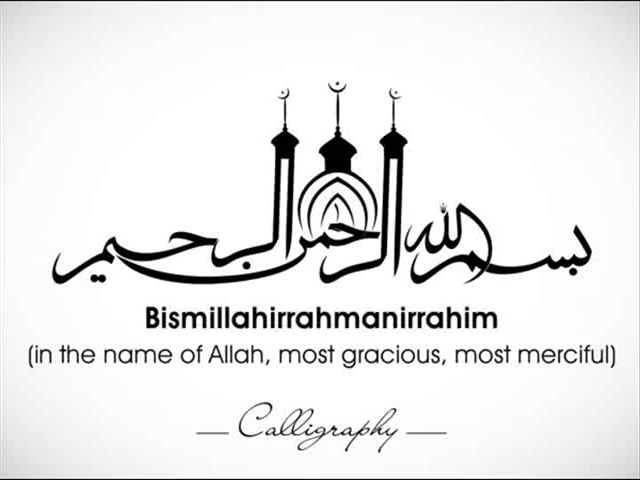 بسم الله الرحمن الرحيم
Bismillahirrahmanirrahim
(in the name of Allah, most gracious, most merciful)
Calligraphy